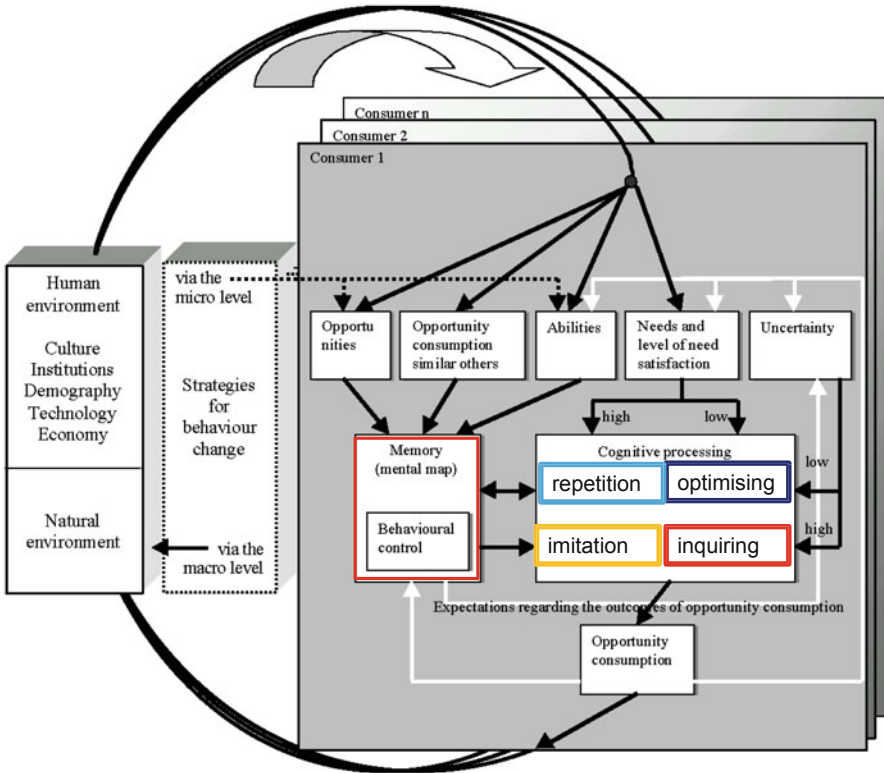 Consumer n
Consumer 2
Consumer 1
Human
environment
Culture
Institutions
Demography
Technology
Economy
Natural
environment
via the
micro level
Strategies
for
behaviour
change
via the
macro level
Opportu
nities
Opportunity
consumption
similar others
Abilities
Needs and
level of need
satisfaction
Uncertainty
high
low
Memory
(mental map)
Behavioural
control
Cognitive processing
repetition
optimising
imitation
inquiring
low
high
Expectations regarding the outcomes of opportunity consumption
Opportunity
consumption